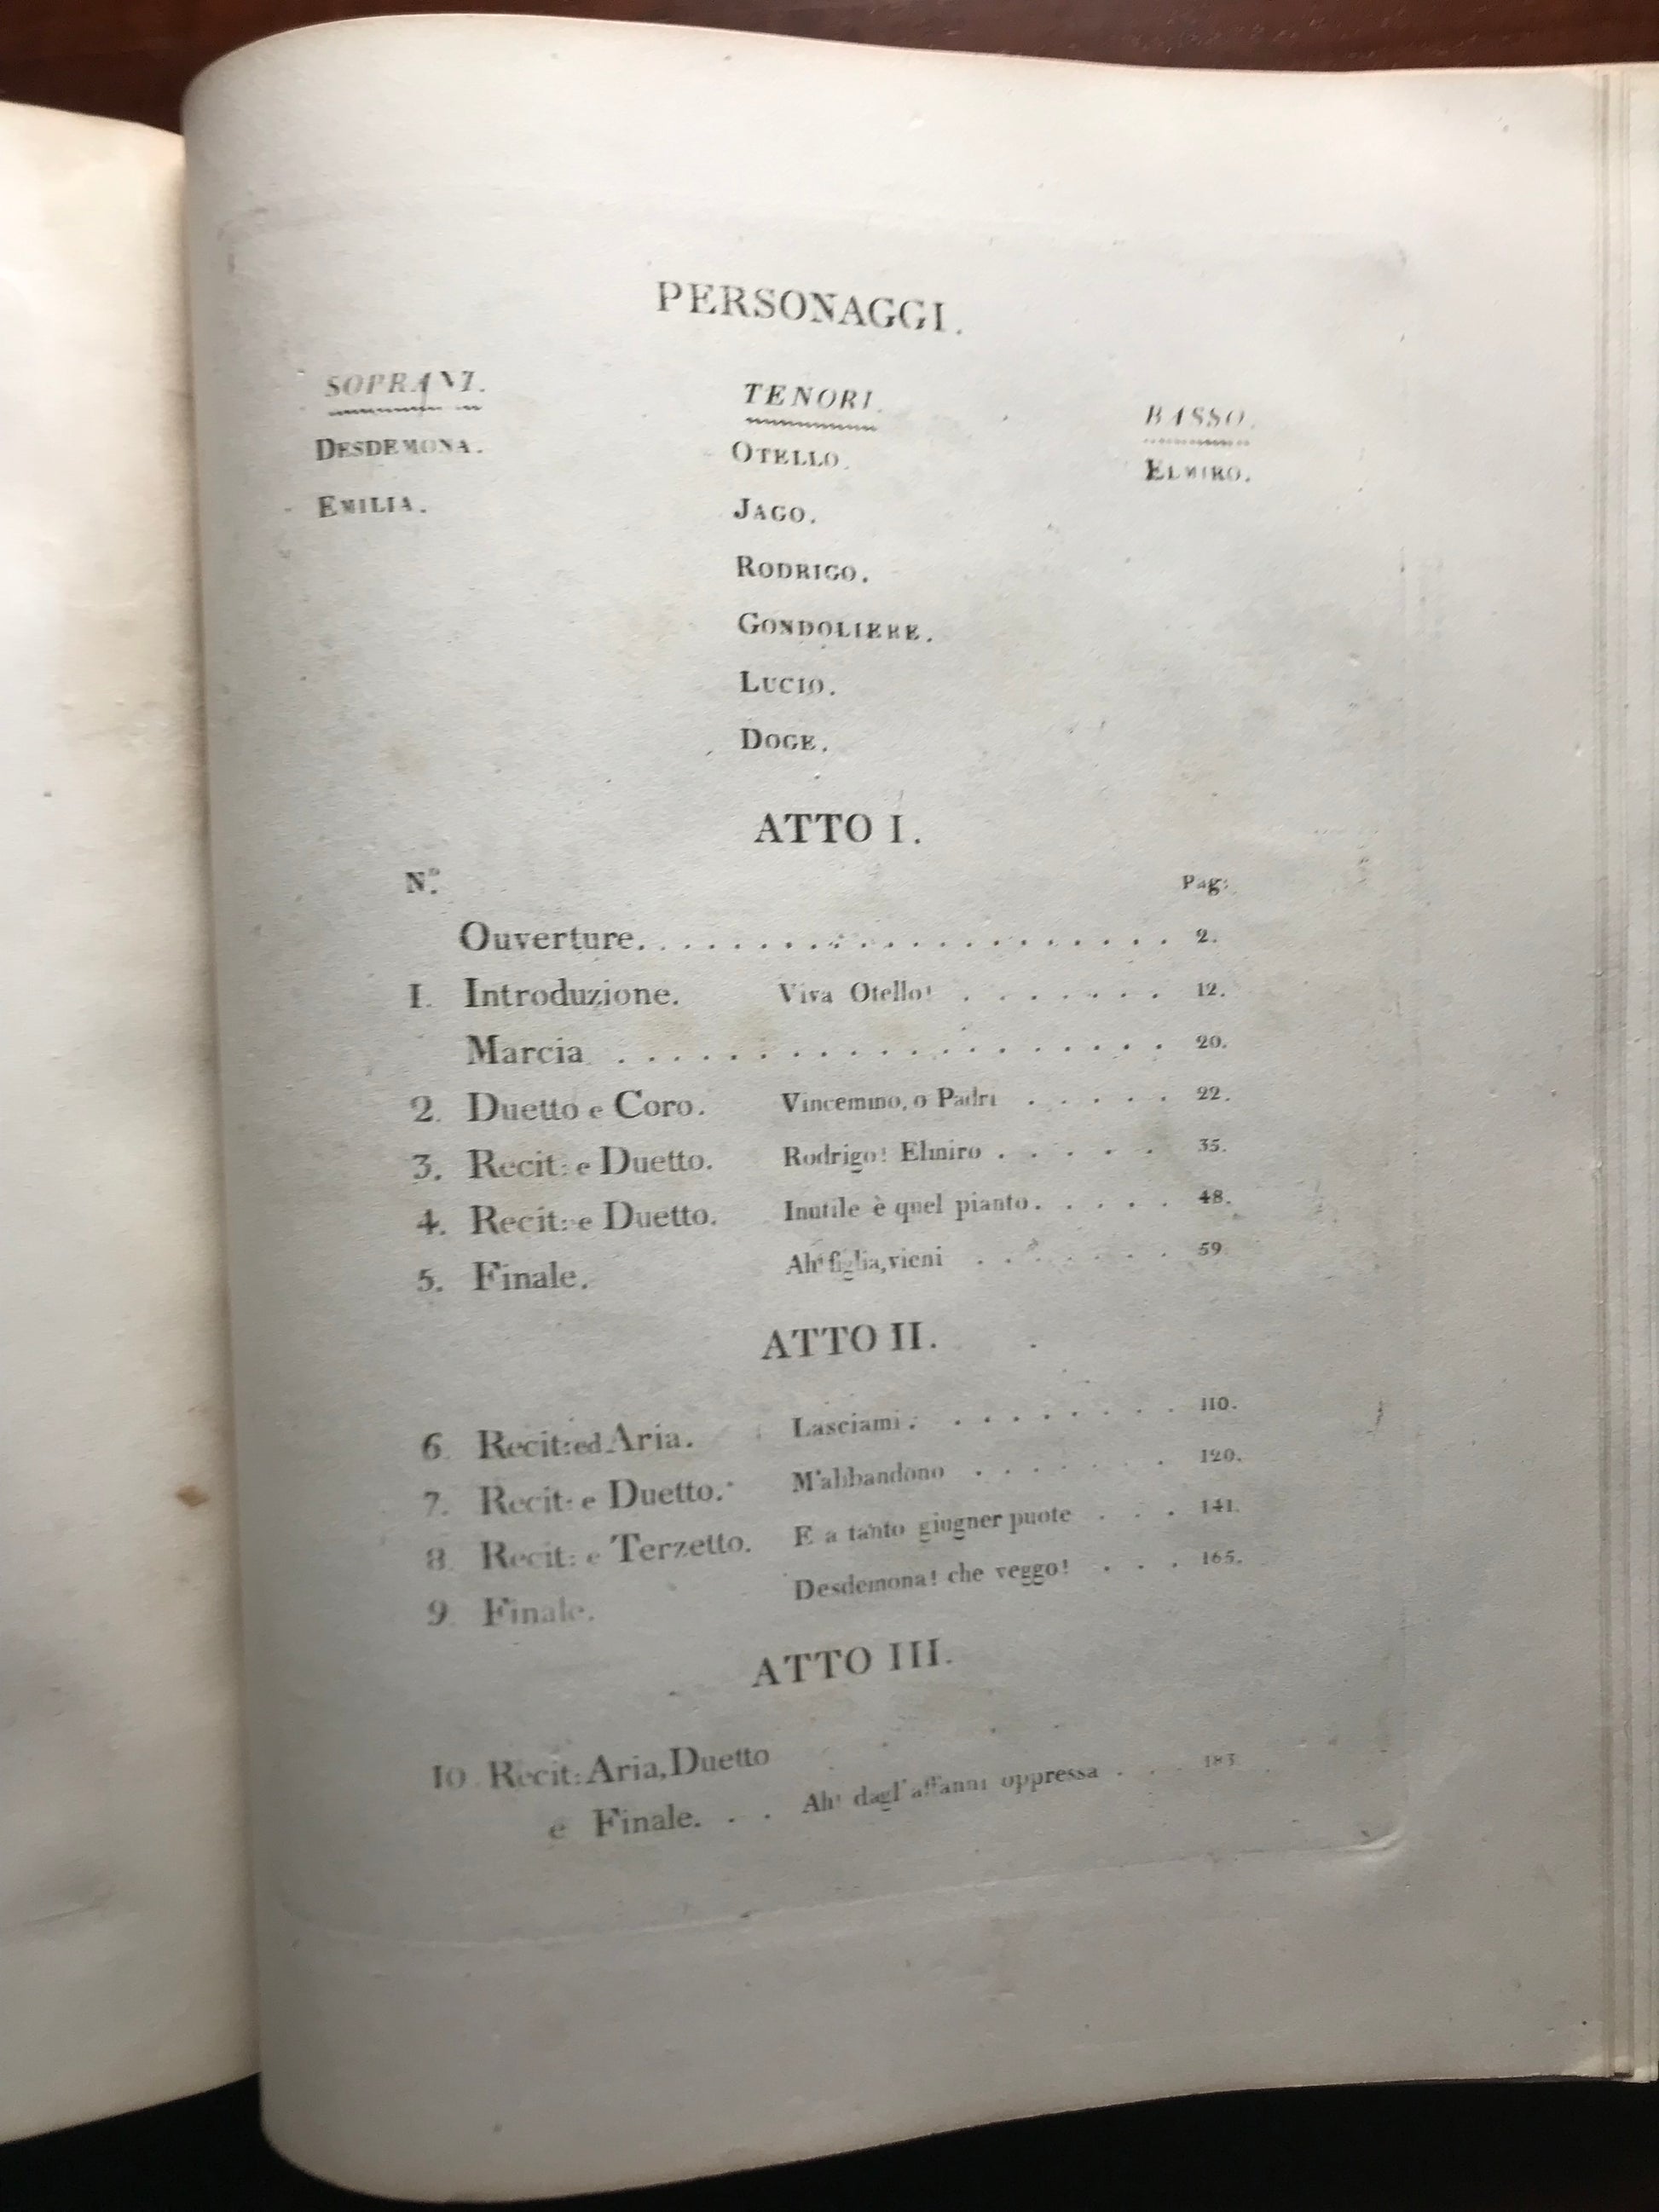 PERSONAGGI.
SOPRANI. TENORI. BASSO.
DESDEMONA. OTELLO. ELMIRO.
EMILIA. JAGO.
RODRIGO.
GONDOLIERE.
LUCIO.
DOGE.
ATTO I.
N.o Pag:
Ouverture. . . . . . . . . . . . . . . . . . . . 2.
1. Introduzione. Viva Otello! . . . . . . . 12.
Marcia . . . . . . . . . . . . . . . . . . . . 20.
2. Duetto e Coro. Vincemmo, o Padri . . . . . 22.
3. Recit: e Duetto. Rodrigo! Elmiro . . . . . . 35.
4. Recit: e Duetto. Inutile è quel pianto. . . . . . 48.
5. Finale. Ah! figlia, vieni . . . . . . . 59.
ATTO II.
6. Recit: ed Aria. Lasciami . . . . . . . . . 110.
7. Recit: e Duetto. M'abbandono . . . . . . . 120.
8. Recit: e Terzetto. E a tanto giugner puote . . . 141.
9. Finale. Desdemona! che veggo! . . . 165.
ATTO III.
10. Recit: Aria, Duetto
e Finale. . . Ah! dagl' affanni oppressa . . . 183.